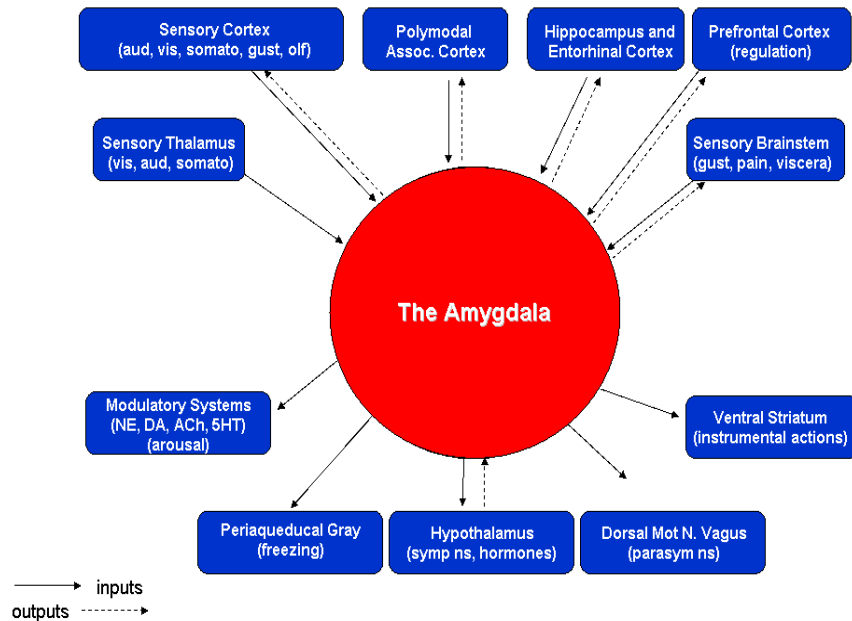 Sensory Cortex
(aud, vis, somato, gust, olf)
Polymodal
Assoc. Cortex
Hippocampus and
Entorhinal Cortex
Prefrontal Cortex
(regulation)
Sensory Thalamus
(vis, aud, somato)
Sensory Brainstem
(gust, pain, viscera)
The Amygdala
Modulatory Systems
(NE, DA, ACh, 5HT)
(arousal)
Ventral Striatum
(instrumental actions)
Periaqueducal Gray
(freezing)
Hypothalamus
(symp ns, hormones)
Dorsal Mot N. Vagus
(parasym ns)
inputs
outputs